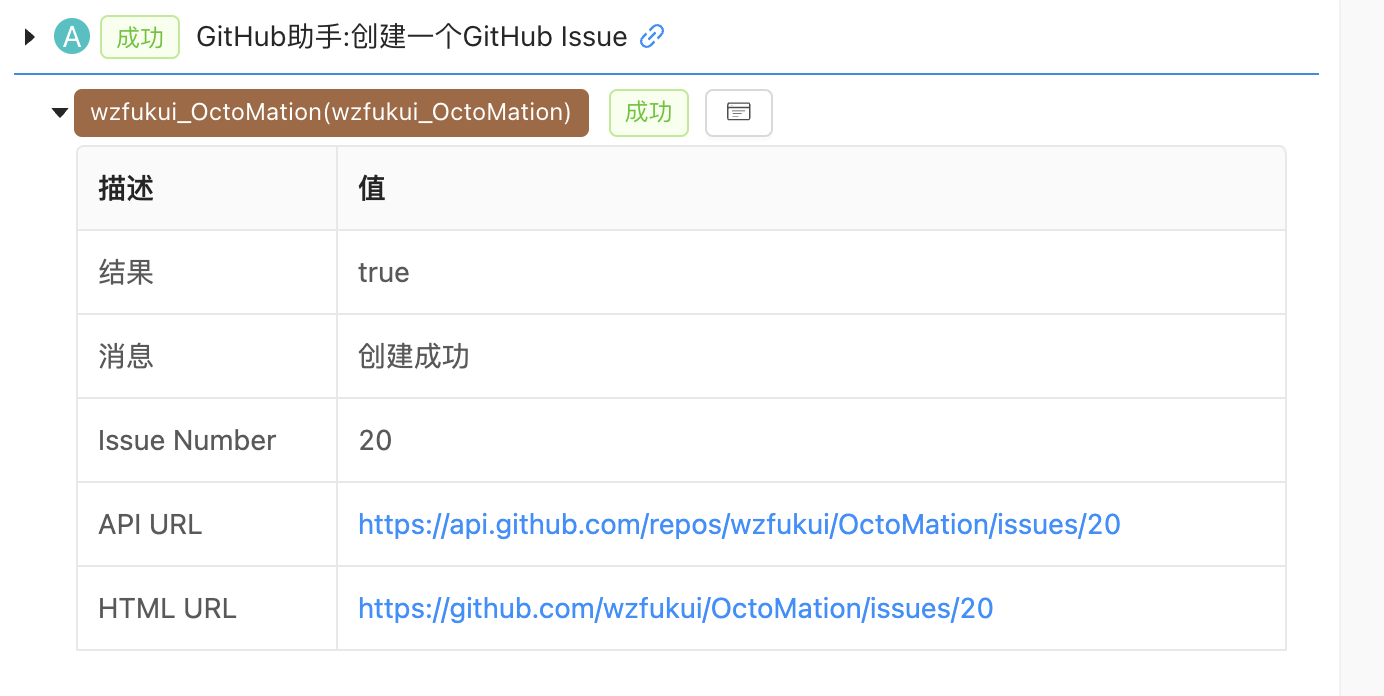 A 成功 GitHub助手:创建一个GitHub Issue
wzfukui_OctoMation(wzfukui_OctoMation) 成功
描述 值
结果 true
消息 创建成功
Issue Number 20
API URL https://api.github.com/repos/wzfukui/OctoMation/issues/20
HTML URL https://github.com/wzfukui/OctoMation/issues/20